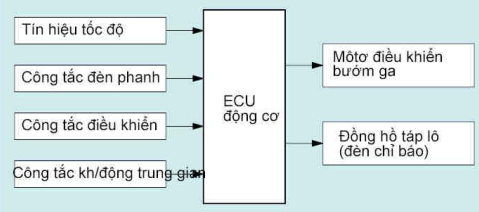 Tín hiệu tốc độ
Công tắc đèn phanh
Công tắc điều khiển
Công tắc kh/động trung gian
ECU
động cơ
Môtơ điều khiển
bướm ga
Đồng hồ táp lô
(đèn chỉ báo)